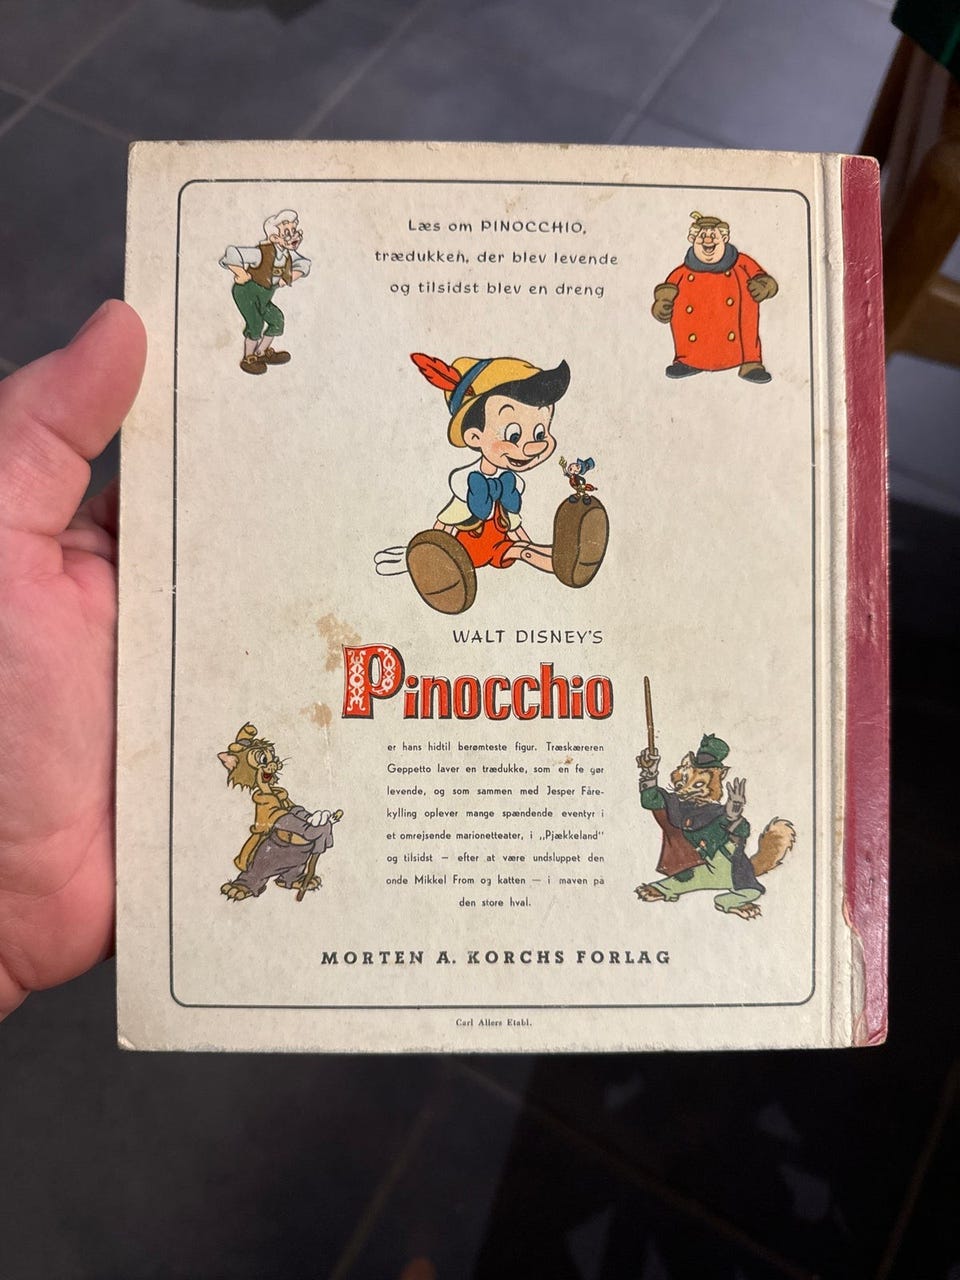 Læs om PINOCCHIO,
trædukken, der blev levende
og tilsidst blev en dreng
WALT DISNEY'S
Pinocchio
er hans hidtil berømteste figur. Træskæreren
Geppetto laver en trædukke, som en fe gør
levende, og som sammen med Jesper Fåre-
kylling oplever mange spændende eventyr i
et omrejsende marionetteater, i „Pjækkeland"
og tilsidst — efter at være undsluppet den
onde Mikkel From og katten — i maven på
den store hval.
MORTEN A. KORCHS FORLAG
Carl Allers Etabl.